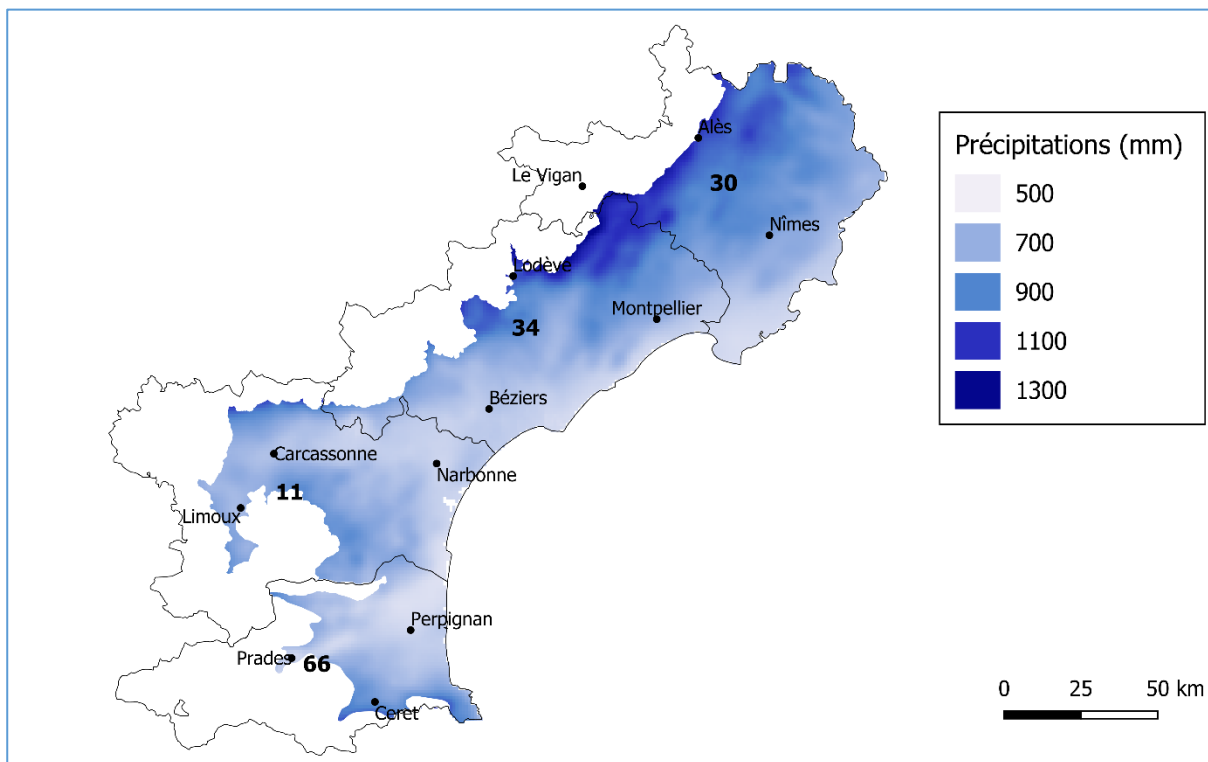 Alès
Le Vigan
30
Nîmes
Lodève
34
Montpellier
Béziers
Carcassonne
Narbonne
11
Limoux
Perpignan
Prades
66
Ceret
Précipitations (mm)
500
700
900
1100
1300
0 25 50 km